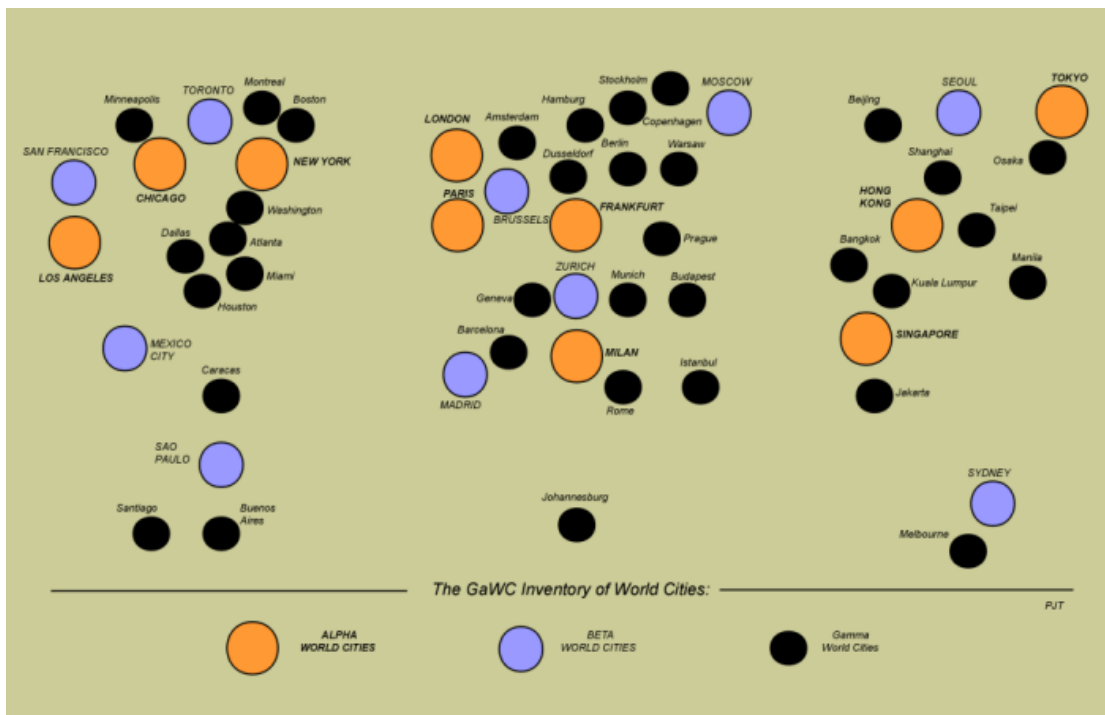 Minneapolis
TORONTO
Montreal
Boston
SAN FRANCISCO
CHICAGO
NEW YORK
LOS ANGELES
Washington
Dallas
Atlanta
Miami
Houston
MEXICO
CITY
Caracas
SAO
PAULO
Santiago
Buenos
Aires
LONDON
Amsterdam
Hamburg
Stockholm
Copenhagen
MOSCOW
Dusseldorf
Berlin
Warsaw
PARIS
BRUSSELS
FRANKFURT
Prague
ZURICH
Geneva
Munich
Budapest
Barcelona
MILAN
MADRID
Rome
Istanbul
Johannesburg
Beijing
SEOUL
TOKYO
Shanghai
Osaka
HONG
KONG
Taipei
Bangkok
Manila
Kuala Lumpur
SINGAPORE
Jakarta
SYDNEY
Melbourne
The GaWC Inventory of World Cities:
PJT
ALPHA
WORLD CITIES
BETA
WORLD CITIES
Gamma
World Cities